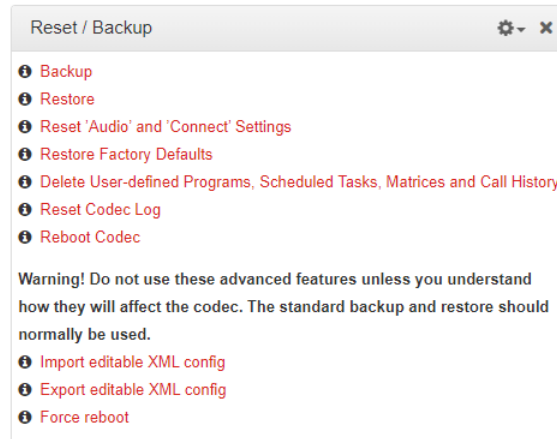 Reset / Backup
Backup
Restore
Reset 'Audio' and 'Connect' Settings
Restore Factory Defaults
Delete User-defined Programs, Scheduled Tasks, Matrices and Call History
Reset Codec Log
Reboot Codec
Warning! Do not use these advanced features unless you understand
how they will affect the codec. The standard backup and restore should
normally be used.
Import editable XML config
Export editable XML config
Force reboot